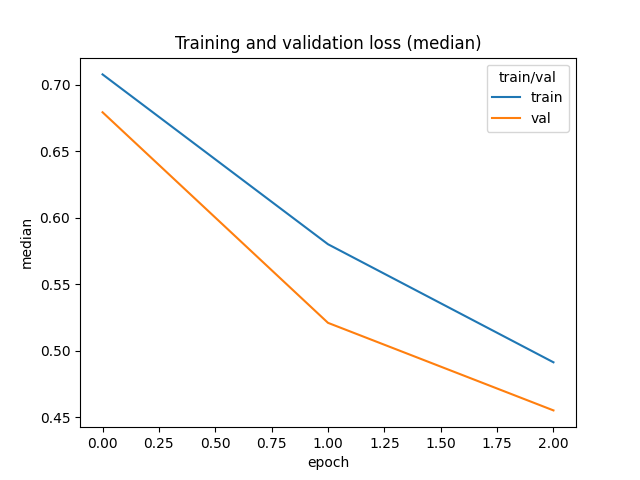 Training and validation loss (median)
train/val
train
val
0.70
0.65
0.60
0.55
0.50
0.45
median
0.00 0.25 0.50 0.75 1.00 1.25 1.50 1.75 2.00
epoch